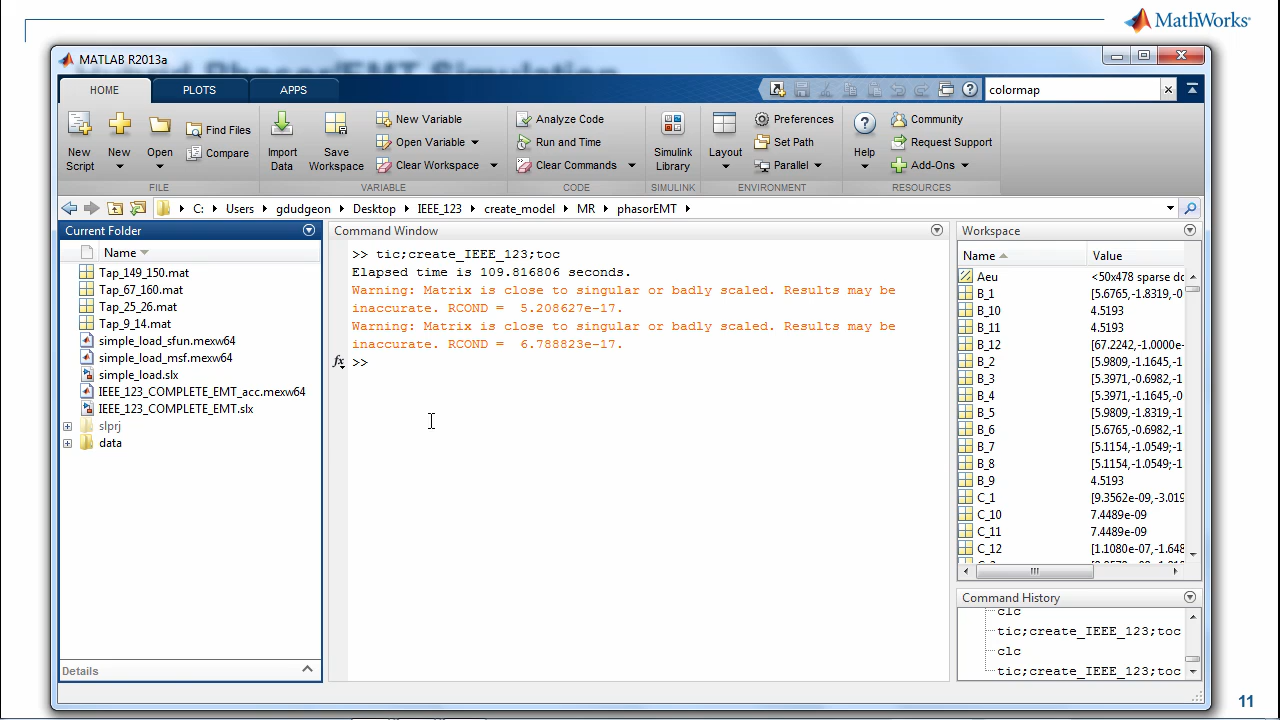 MathWorks®
MATLAB R2013a
Hybrid Phasor/EMT Simulation
HOME PLOTS APPS
colormap
New Script
New
Open
Find Files
Compare
Import Data
Save Workspace
New Variable
Open Variable
Clear Workspace
Analyze Code
Run and Time
Clear Commands
Simulink Library
Layout
Preferences
Set Path
Parallel
Help
Community
Request Support
Add-Ons
FILE VARIABLE CODE SIMULINK ENVIRONMENT RESOURCES
C: Users gdudgeon Desktop IEEE_123 create_model MR phasorEMT
Current Folder
Name
Tap_149_150.mat
Tap_67_160.mat
Tap_25_26.mat
Tap_9_14.mat
simple_load_sfun.mexw64
simple_load_msf.mexw64
simple_load.slx
IEEE_123_COMPLETE_EMT_acc.mexw64
IEEE_123_COMPLETE_EMT.slx
slprj
data
Details
Command Window
>> tic;create_IEEE_123;toc
Elapsed time is 109.816806 seconds.
Warning: Matrix is close to singular or badly scaled. Results may be
inaccurate. RCOND =  5.208627e-17.
Warning: Matrix is close to singular or badly scaled. Results may be
inaccurate. RCOND =  6.788823e-17.
fx >>
Workspace
Name Value
Aeu <50x478 sparse do
B_1 [5.6765,-1.8319,-0
B_10 4.5193
B_11 4.5193
B_12 [67.2242,-1.0000e-
B_2 [5.9809,-1.1645,-1
B_3 [5.3971,-0.6982,-1
B_4 [5.3971,-1.1645,-0
B_5 [5.9809,-1.8319,-1
B_6 [5.6765,-0.6982,-1
B_7 [5.1154,-1.0549;-1
B_8 [5.1154,-1.0549;-1
B_9 4.5193
C_1 [9.3562e-09,-3.019
C_10 7.4489e-09
C_11 7.4489e-09
C_12 [1.1080e-07,-1.648
Command History
clc
tic;create_IEEE_123;toc
clc
tic;create_IEEE_123;toc
11